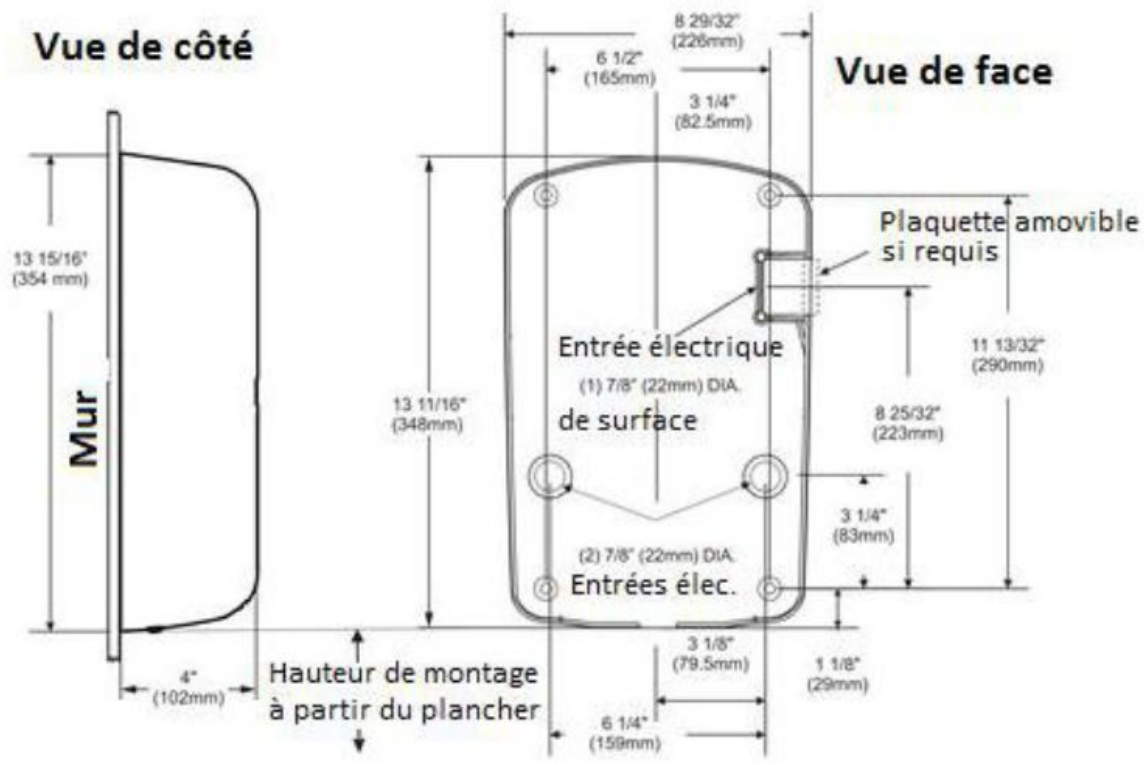 Vue de côté
Vue de face
8 29/32"
(226mm)
6 1/2"
(165mm)
3 1/4"
(82.5mm)
13 15/16"
(354 mm)
Mur
4"
(102mm)
Hauteur de montage
à partir du plancher
13 11/16"
(348mm)
Plaquette amovible
si requis
Entrée électrique
(1) 7/8" (22mm) DIA.
de surface
(2) 7/8" (22mm) DIA.
Entrées élec.
11 13/32"
(290mm)
8 25/32"
(223mm)
3 1/4"
(83mm)
3 1/8"
(79.5mm)
1 1/8"
(29mm)
6 1/4"
(159mm)